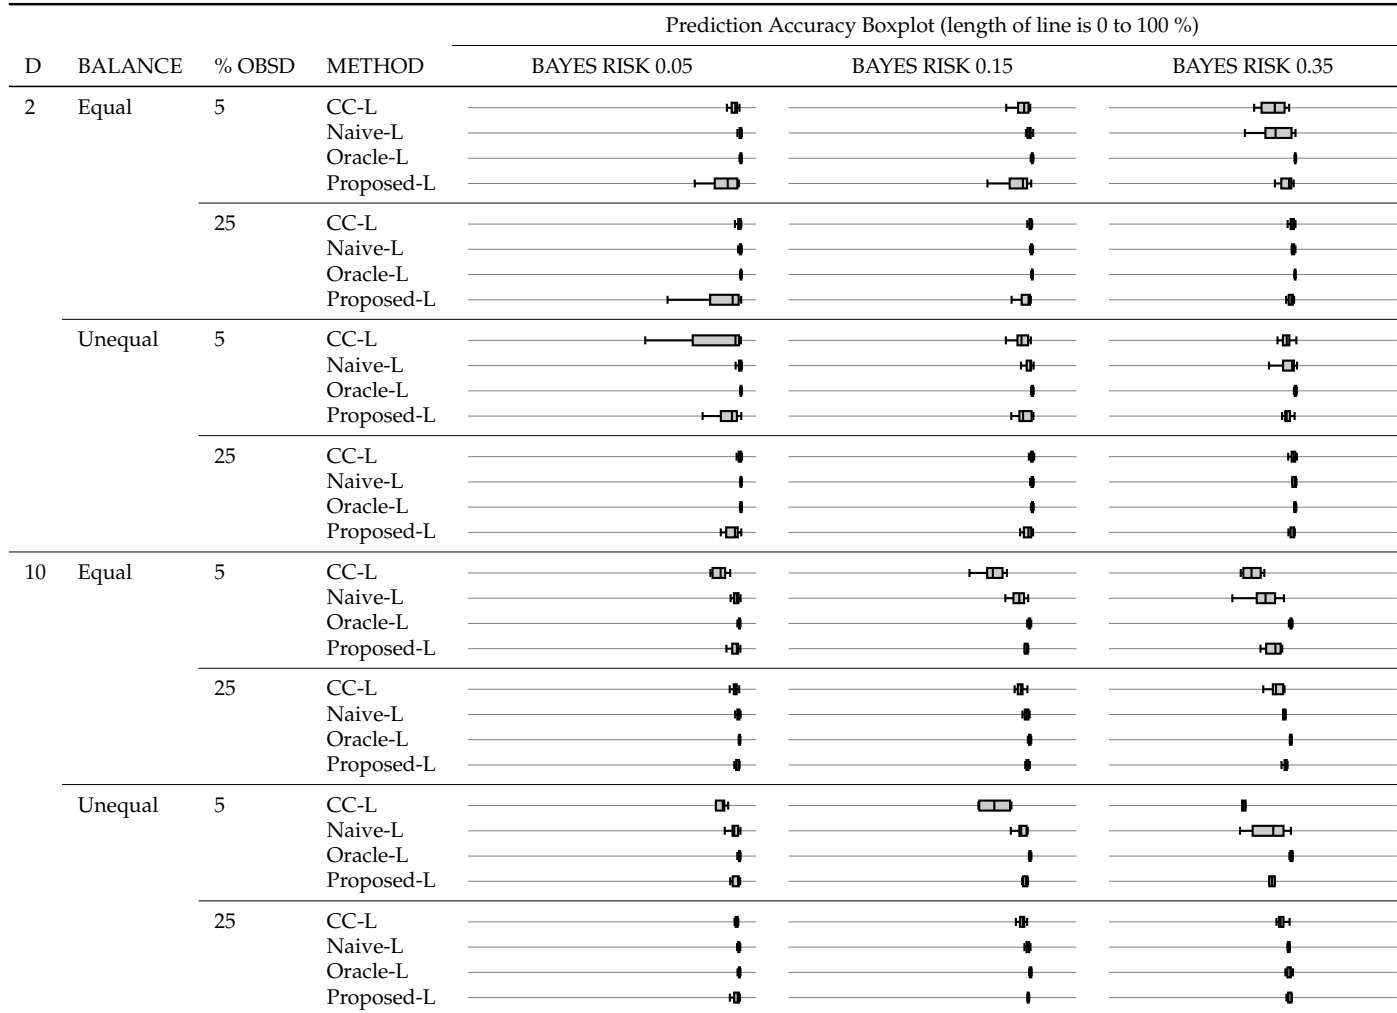 Prediction Accuracy Boxplot (length of line is 0 to 100 %)
D BALANCE % OBSD METHOD BAYES RISK 0.05 BAYES RISK 0.15 BAYES RISK 0.35
2 Equal 5 CC-L
Naive-L
Oracle-L
Proposed-L
25 CC-L
Naive-L
Oracle-L
Proposed-L
Unequal 5 CC-L
Naive-L
Oracle-L
Proposed-L
25 CC-L
Naive-L
Oracle-L
Proposed-L
10 Equal 5 CC-L
Naive-L
Oracle-L
Proposed-L
25 CC-L
Naive-L
Oracle-L
Proposed-L
Unequal 5 CC-L
Naive-L
Oracle-L
Proposed-L
25 CC-L
Naive-L
Oracle-L
Proposed-L